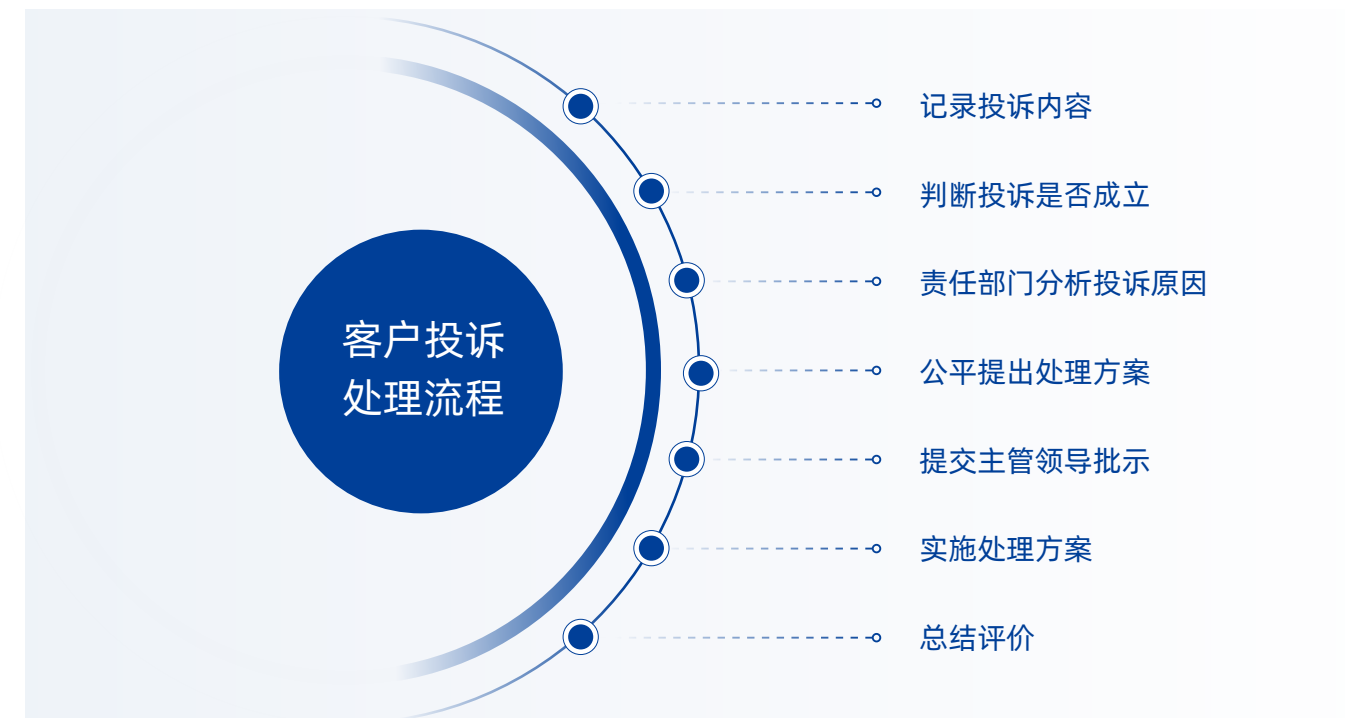 客户投诉
处理流程
记录投诉内容
判断投诉是否成立
责任部门分析投诉原因
公平提出处理方案
提交主管领导批示
实施处理方案
总结评价